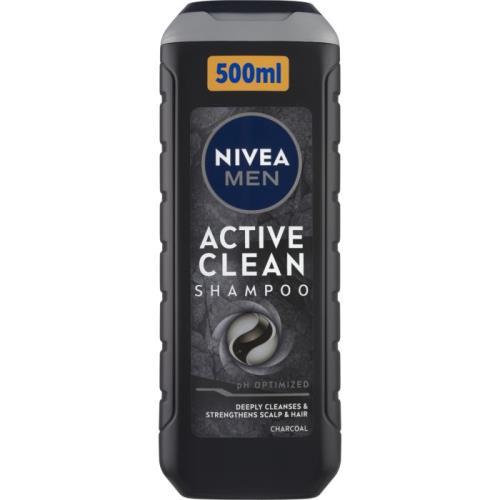 500ml
NIVEA
MEN
ACTIVE
CLEAN
SHAMPOO
pH OPTIMIZED
DEEPLY CLEANSES &
STRENGTHENS SCALP & HAIR
CHARCOAL